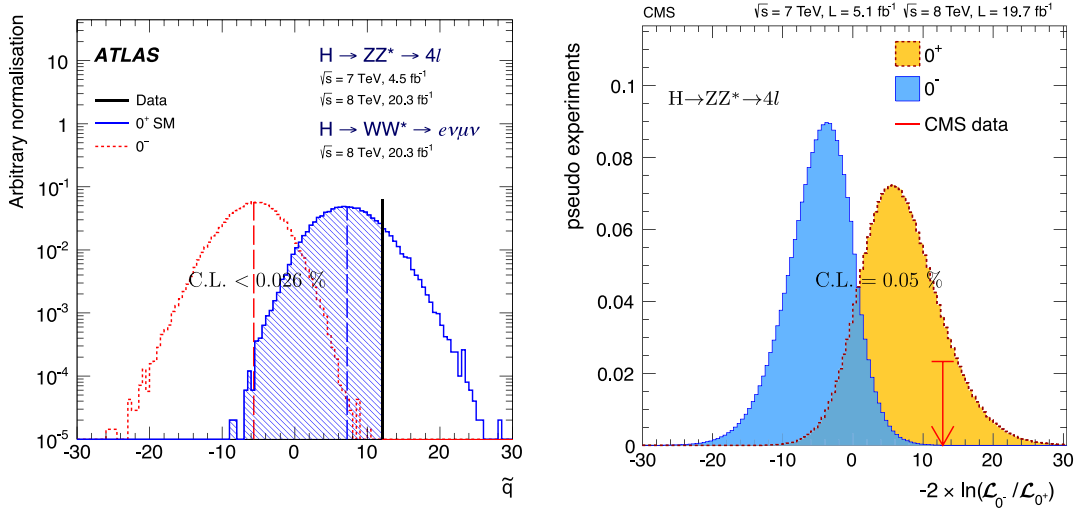 ATLAS
H → ZZ* → 4l
√s = 7 TeV, 4.5 fb⁻¹
√s = 8 TeV, 20.3 fb⁻¹
H → WW* → eνμν
√s = 8 TeV, 20.3 fb⁻¹
Data
0⁺ SM
0⁻
Arbitrary normalisation
10
1
10⁻¹
10⁻²
10⁻³
10⁻⁴
10⁻⁵
C.L. < 0.026 %
-30 -20 -10 0 10 20 30
q̃
CMS √s = 7 TeV, L = 5.1 fb⁻¹ √s = 8 TeV, L = 19.7 fb⁻¹
pseudo experiments
H→ZZ*→4l
0⁺
0⁻
CMS data
0.1
0.08
0.06
0.04
0.02
0
C.L. = 0.05 %
-30 -20 -10 0 10 20 30
-2 × ln(ℒ₀⁻ /ℒ₀⁺)